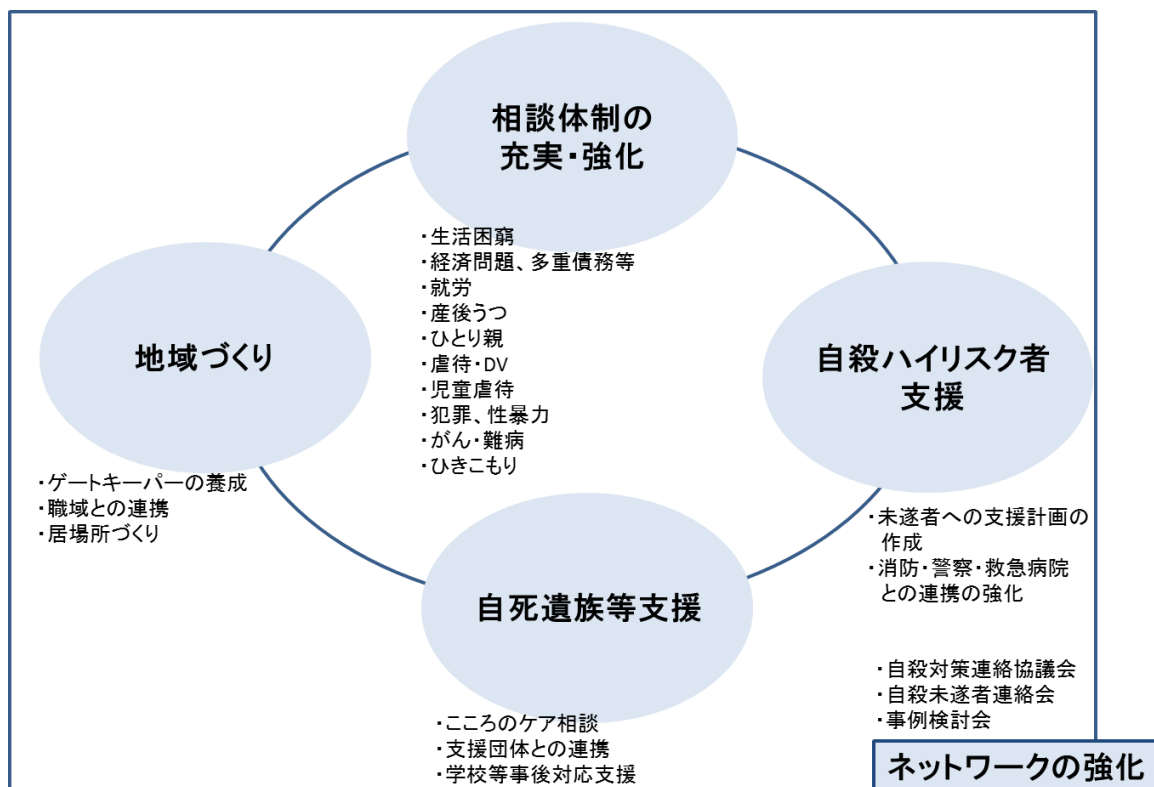 相談体制の
充実・強化
・生活困窮
・経済問題、多重債務等
・就労
・産後うつ
・ひとり親
・虐待・DV
・児童虐待
・犯罪、性暴力
・がん・難病
・ひきこもり
地域づくり
・ゲートキーパーの養成
・職域との連携
・居場所づくり
自殺ハイリスク者
支援
・未遂者への支援計画の
作成
・消防・警察・救急病院
との連携の強化
自死遺族等支援
・こころのケア相談
・支援団体との連携
・学校等事後対応支援
・自殺対策連絡協議会
・自殺未遂者連絡会
・事例検討会
ネットワークの強化